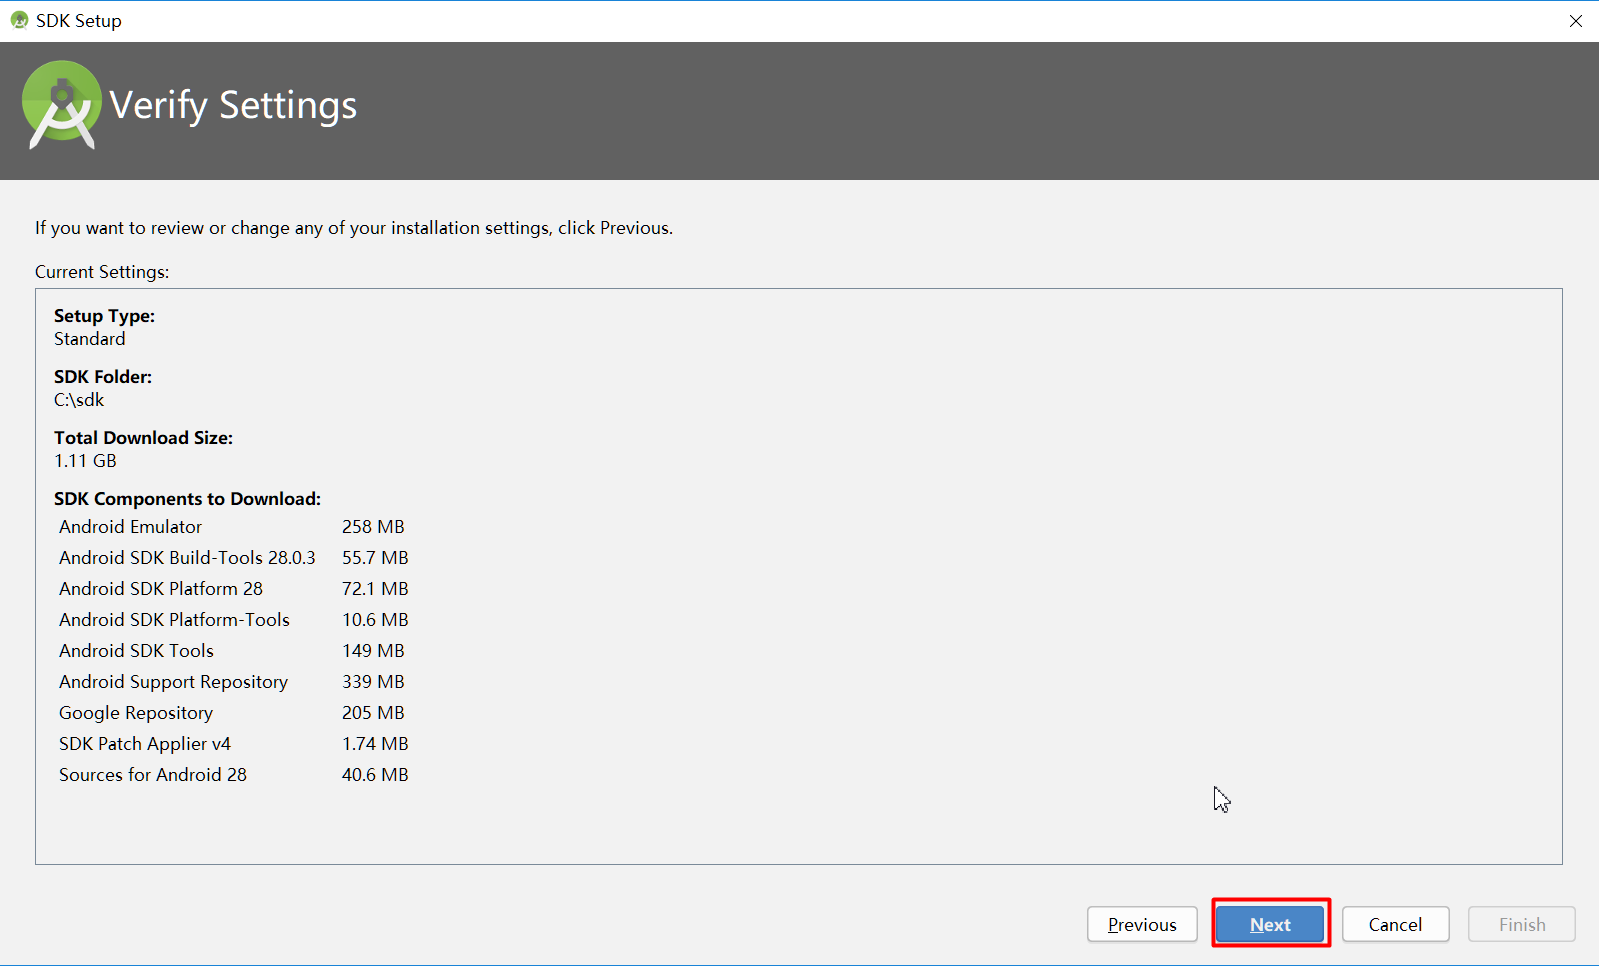 SDK Setup
Verify Settings
If you want to review or change any of your installation settings, click Previous.
Current Settings:
Setup Type:
Standard
SDK Folder:
C:\sdk
Total Download Size:
1.11 GB
SDK Components to Download:
Android Emulator 258 MB
Android SDK Build-Tools 28.0.3 55.7 MB
Android SDK Platform 28 72.1 MB
Android SDK Platform-Tools 10.6 MB
Android SDK Tools 149 MB
Android Support Repository 339 MB
Google Repository 205 MB
SDK Patch Applier v4 1.74 MB
Sources for Android 28 40.6 MB
Previous Next Cancel Finish